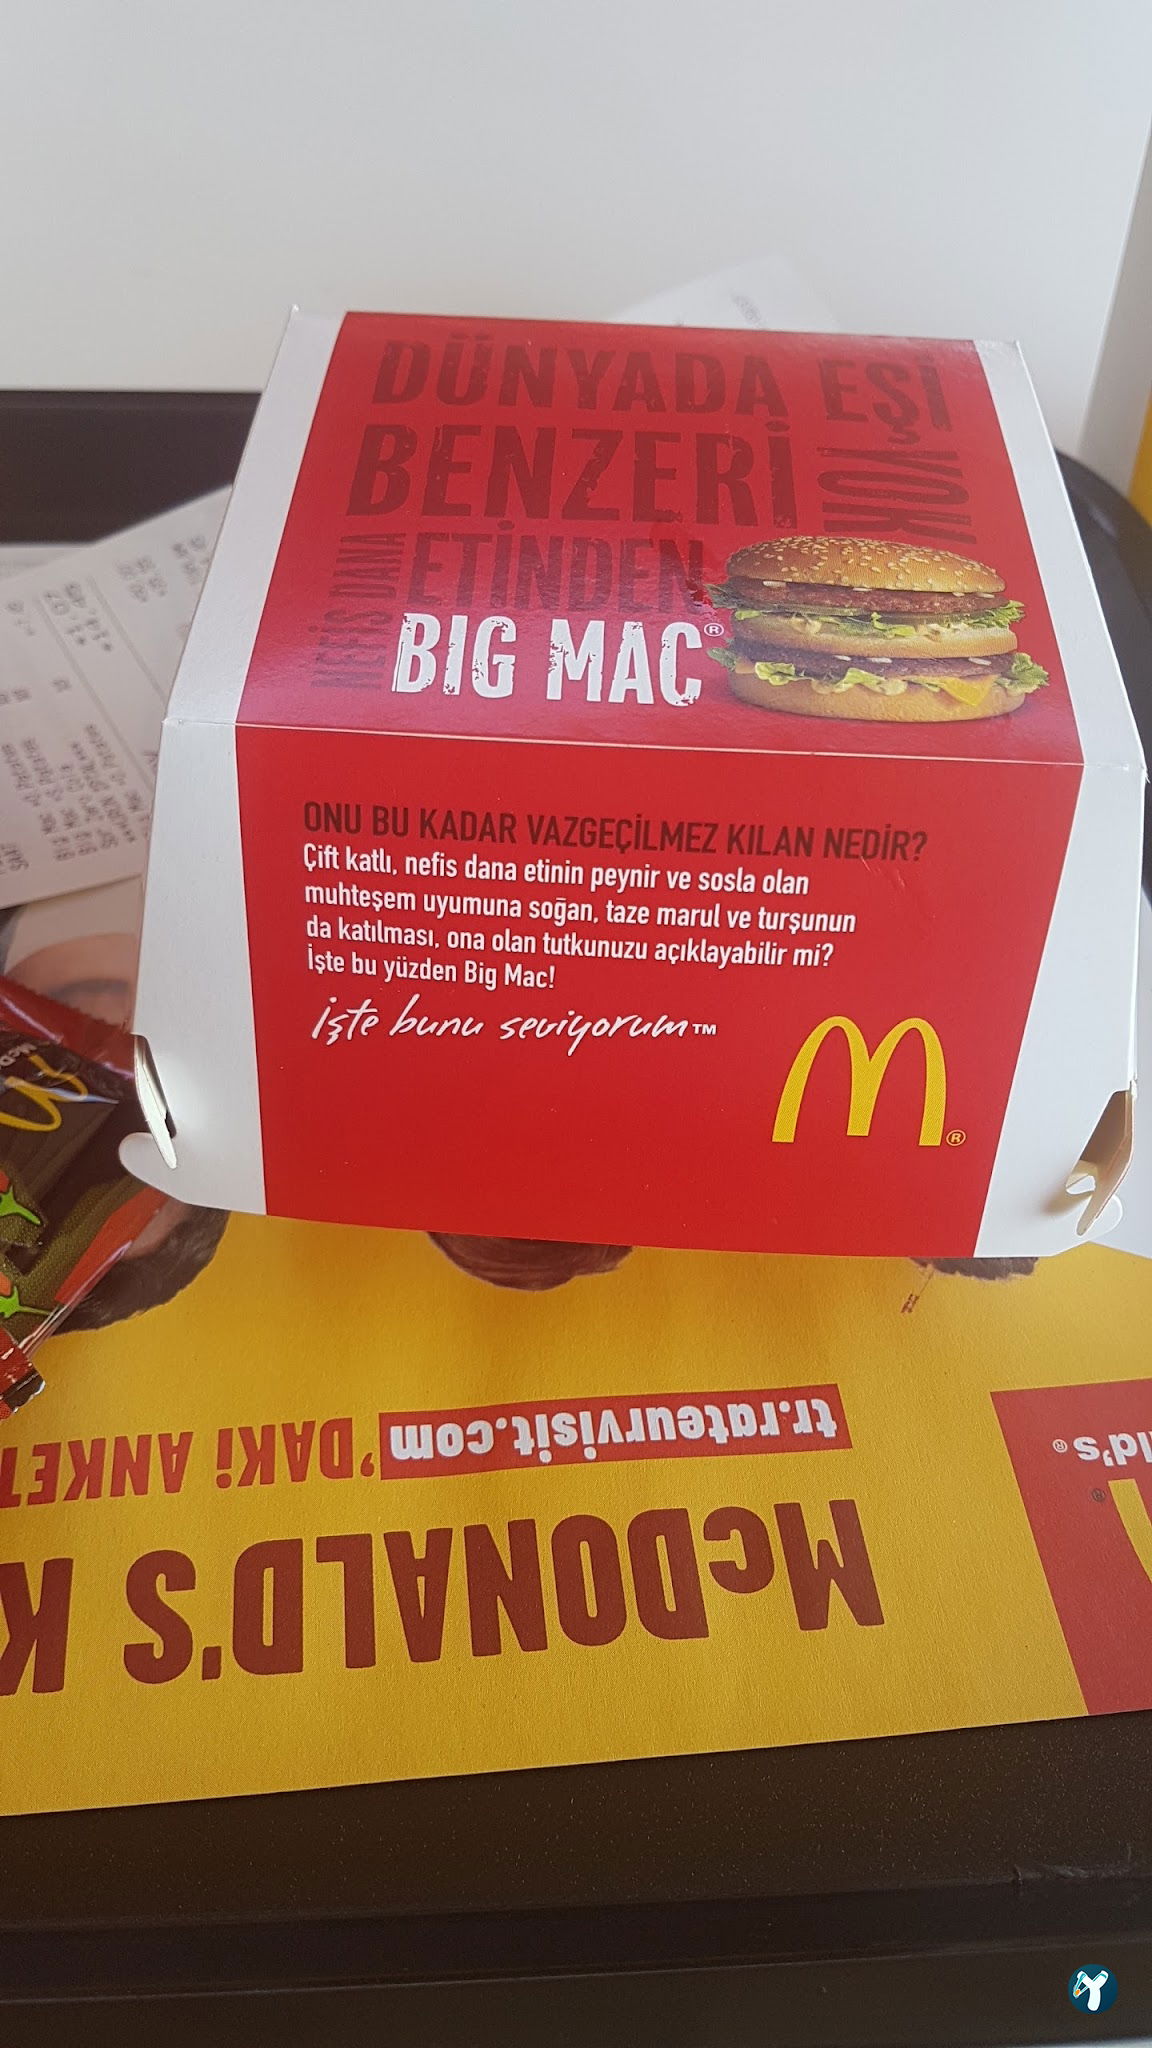 DÜNYADA EŞİ
BENZERİ YOK
NEFİS DANA
ETİNDEN
BIG MAC®
ONU BU KADAR VAZGEÇİLMEZ KILAN NEDİR?
Çift katlı, nefis dana etinin peynir ve sosla olan
muhteşem uyumuna soğan, taze marul ve turşunun
da katılması, ona olan tutkunuzu açıklayabilir mi?
İşte bu yüzden Big Mac!
işte bunu seviyorum™
®
McDONALD'S K
tr.rateurvisit.com'DAKİ ANKET
ld's®